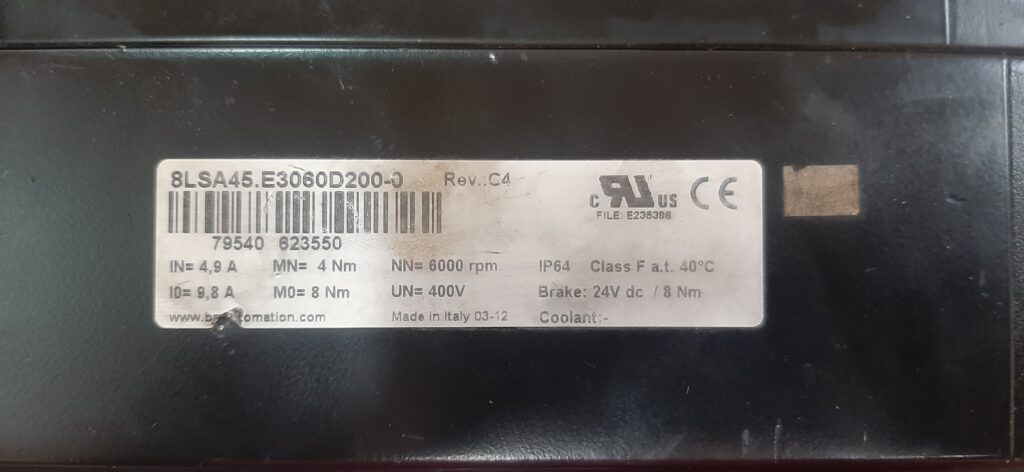 8LSA45.E3060D200-0 Rev.:C4
c RU US CE
FILE: E235396
79540 623550
IN= 4,9 A MN= 4 Nm NN= 6000 rpm IP64 Class F a.t. 40°C
I0= 9,8 A M0= 8 Nm UN= 400V Brake: 24V dc / 8 Nm
Made in Italy 03-12 Coolant:-